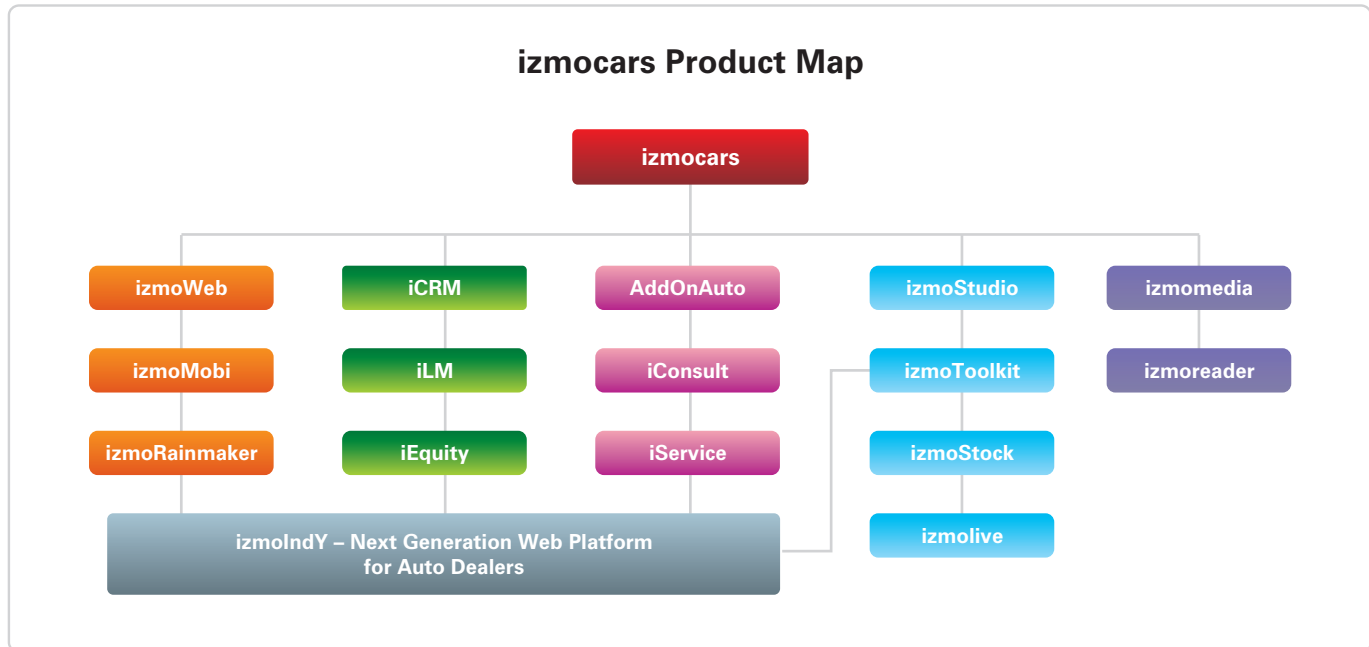 izmocars Product Map
izmocars
izmoWeb
iCRM
AddOnAuto
izmoStudio
izmomedia
izmoMobi
iLM
iConsult
izmoToolkit
izmoreader
izmoRainmaker
iEquity
iService
izmoStock
izmoIndY – Next Generation Web Platform
for Auto Dealers
izmolive